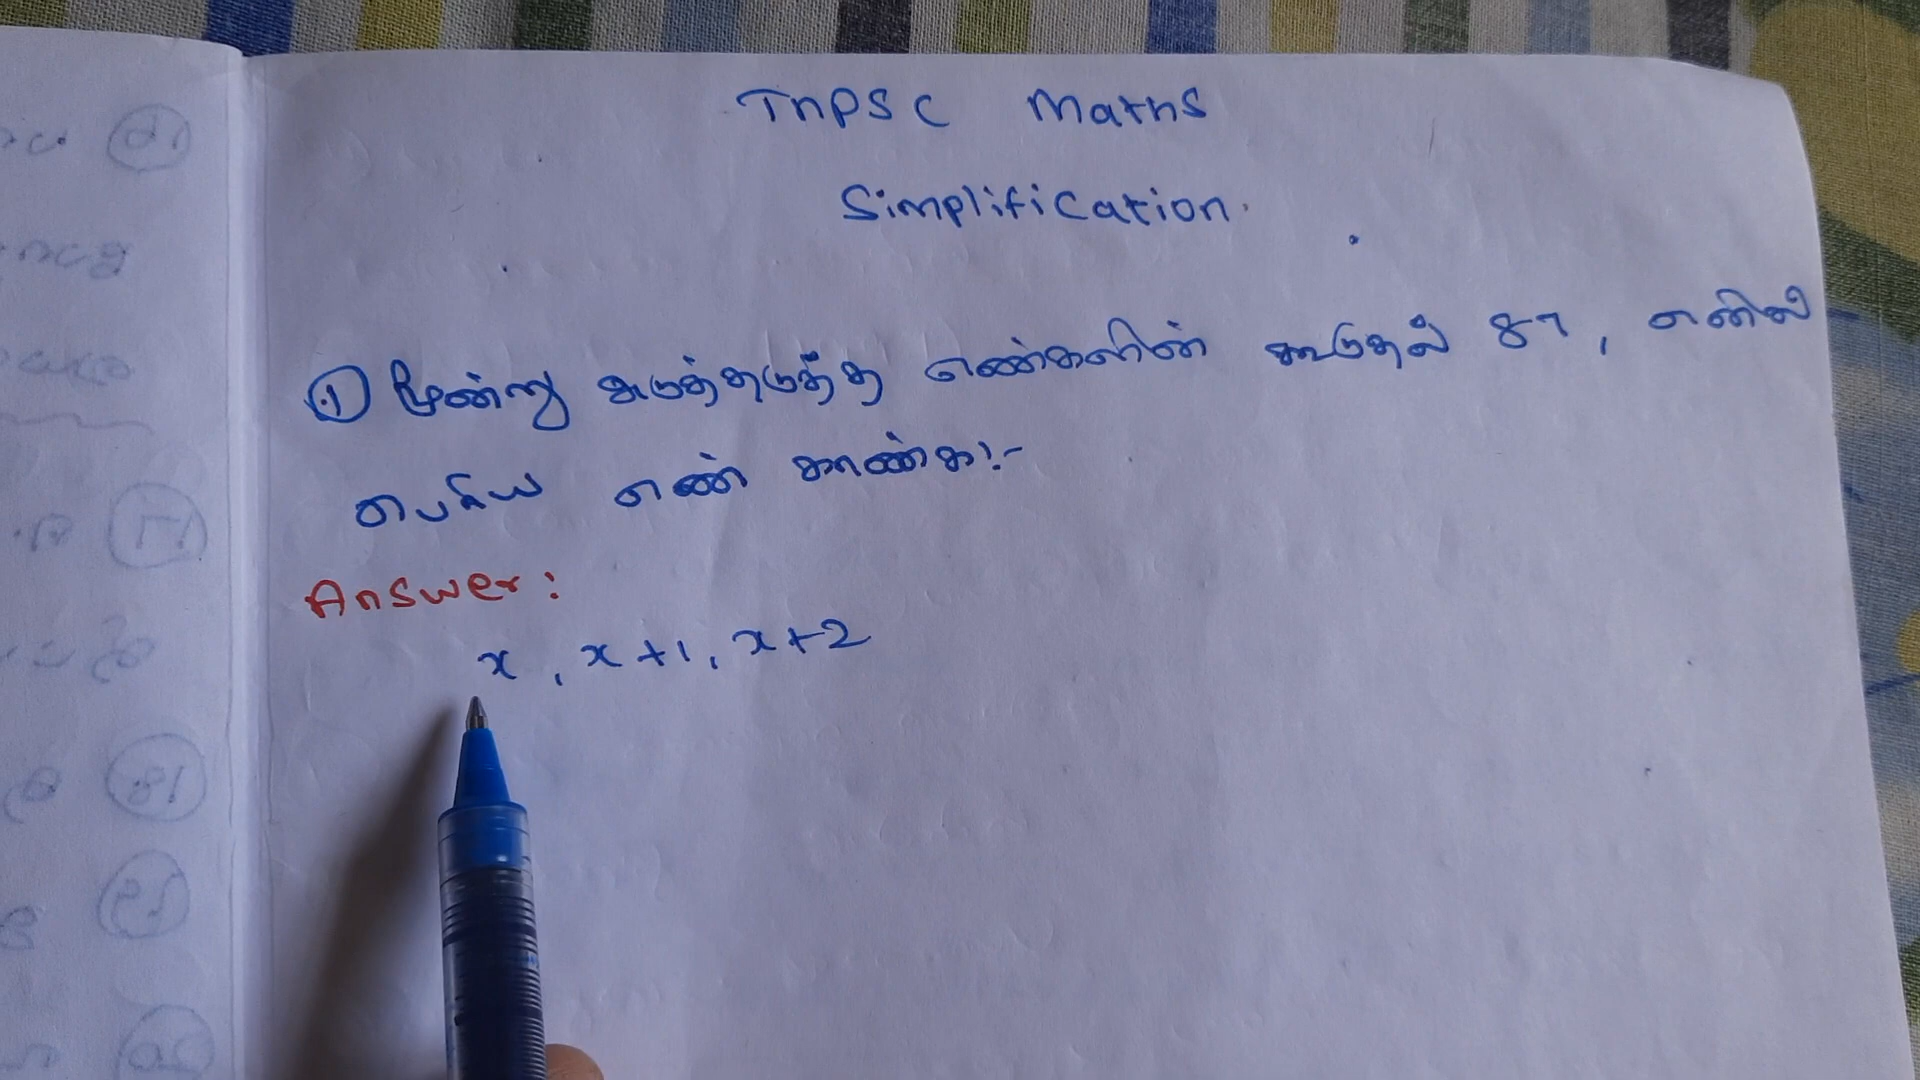 TNPSC Maths
Simplification.
① மூன்று அடுத்தடுத்த எண்களின் கூடுதல் 87, எனில்
பெரிய எண் காண்க!-
Answer:
x, x+1, x+2